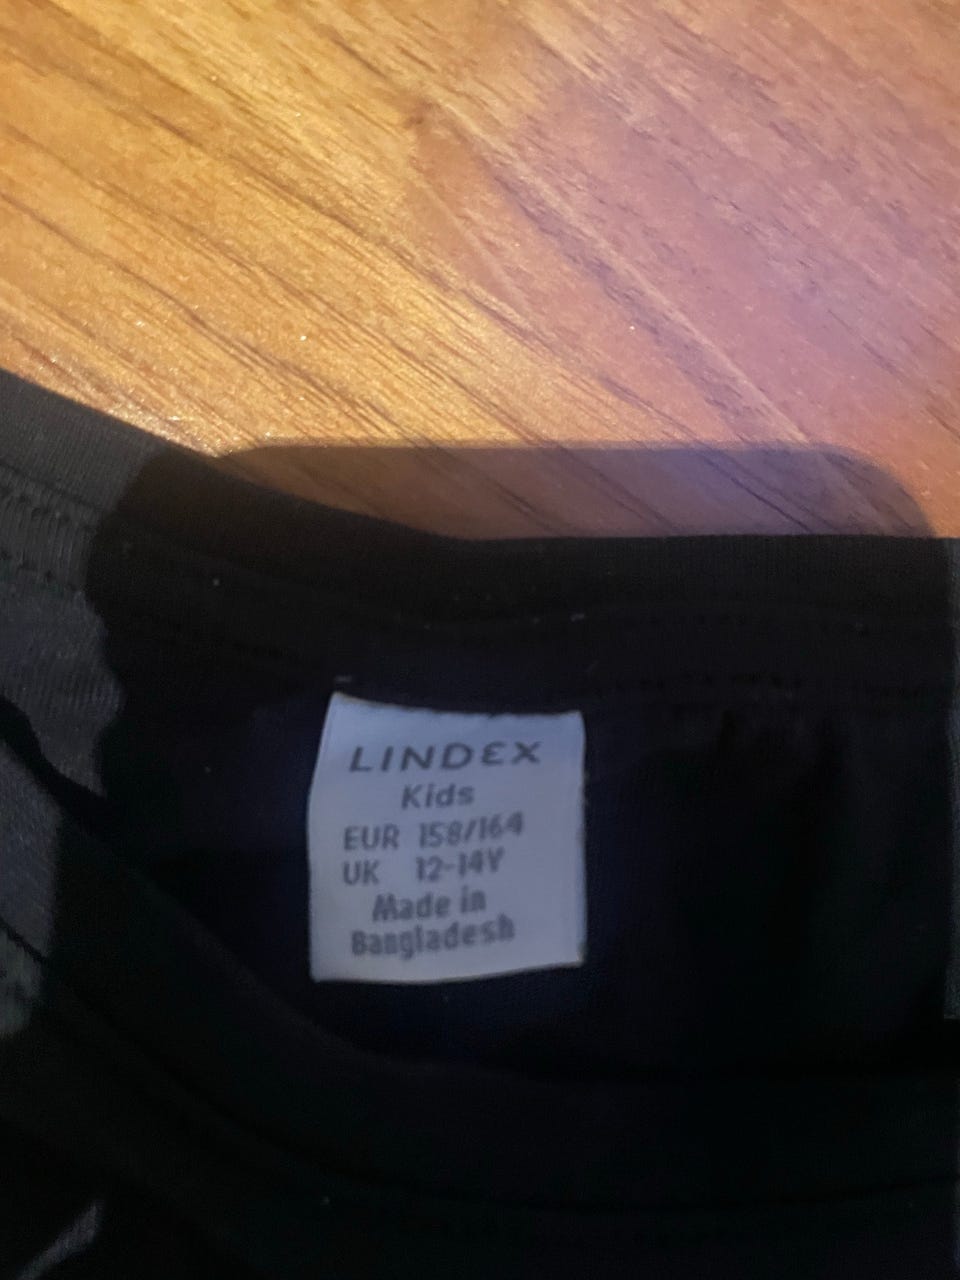 LINDEX
Kids
EUR 158/164
UK 12-14Y
Made in
Bangladesh